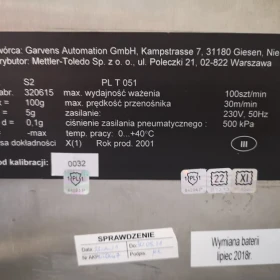 wórca: Garvens Automation GmbH, Kampstrasse 7, 31180 Giesen, Nie
rybutor: Mettler-Toledo Sp. z o. o., ul. Poleczki 21, 02-822 Warszawa
S2 PL T 051
abr. 320615 max. wydajność ważenia 100szt/min
x = 100g max. prędkość przenośnika 30m/min
= 5g zasilanie: 230V, 50Hz
= 0,1g ciśnienie zasilania pneumatycznego : 500 kPa
-max temp. pracy: 0...+40°C
sa dokładności X(1) Rok prod. 2001
III
od kalibracji: 0032
PL 22 XI
SPRAWDZENIE
Wymiana baterii
lipiec 2018r